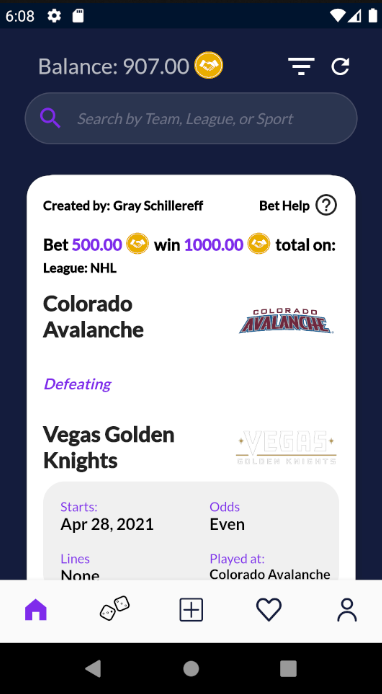 6:08
Balance: 907.00
Search by Team, League, or Sport
Created by: Gray Schillereff
Bet Help ?
Bet 500.00 win 1000.00 total on:
League: NHL
Colorado
Avalanche
COLORADO
AVALANCHE
Defeating
Vegas Golden
Knights
VEGAS
GOLDEN KNIGHTS
Starts:
Apr 28, 2021
Odds
Even
Lines
None
Played at:
Colorado Avalanche